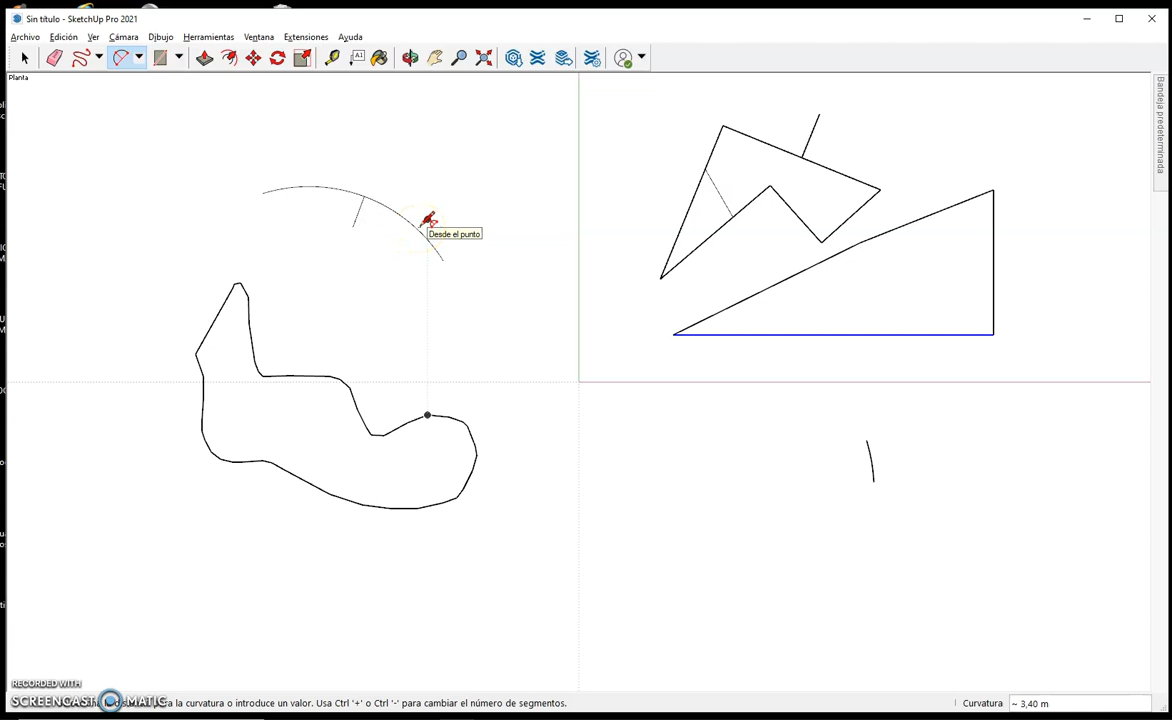 Sin título - SketchUp Pro 2021
Archivo Edición Ver Cámara Dibujo Herramientas Ventana Extensiones Ayuda
A1
Planta
Bandeja predeterminada
Desde el punto
RECORDED WITH
SCREENCAST MATIC
para la curvatura o introduce un valor. Usa Ctrl '+' o Ctrl '-' para cambiar el número de segmentos.
Curvatura ~ 3,40 m